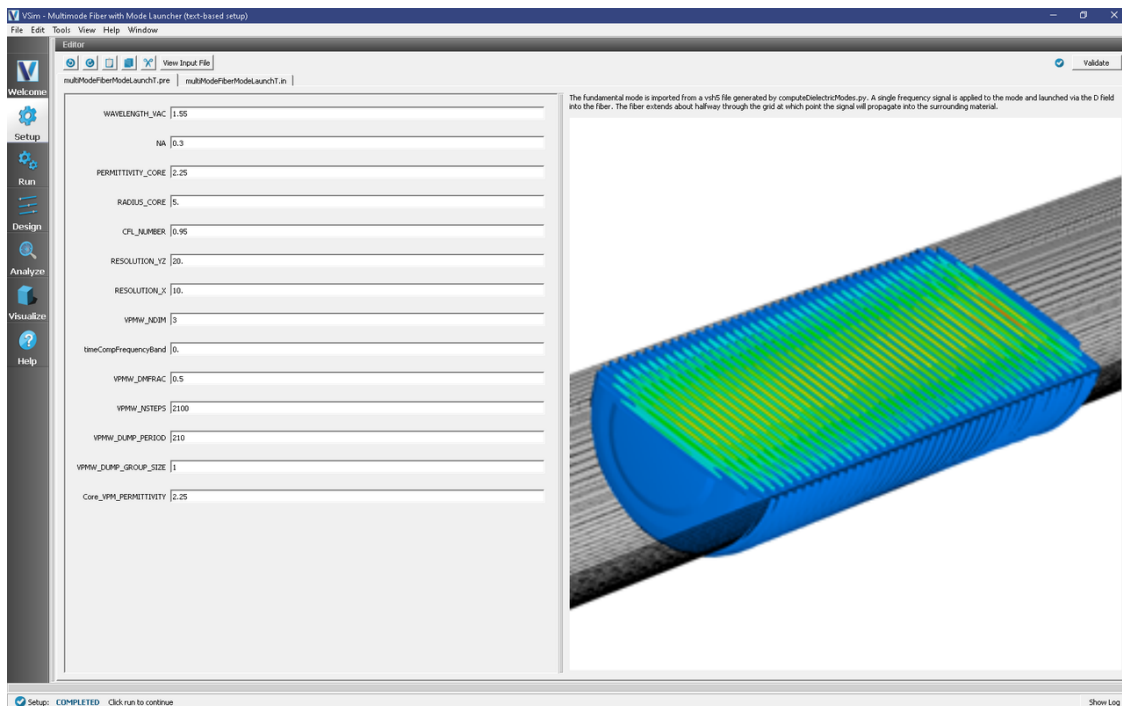 VSim - Multimode Fiber with Mode Launcher (text-based setup)
File Edit Tools View Help Window
Editor
View Input File
Validate
multiModeFiberModeLaunchT.pre
multiModeFiberModeLaunchT.in
Welcome
Setup
Run
Design
Analyze
Visualize
Help
WAVELENGTH_VAC 1.55
NA 0.3
PERMITTIVITY_CORE 2.25
RADIUS_CORE 5.
CFL_NUMBER 0.95
RESOLUTION_YZ 20.
RESOLUTION_X 10.
VPMW_NDIM 3
timeCompFrequencyBand 0.
VPMW_DMFRAC 0.5
VPMW_NSTEPS 2100
VPMW_DUMP_PERIOD 210
VPMW_DUMP_GROUP_SIZE 1
Core_VPM_PERMITTIVITY 2.25
The fundamental mode is imported from a vsh5 file generated by computeDielectricModes.py. A single frequency signal is applied to the mode and launched via the D field
into the fiber. The fiber extends about halfway through the grid at which point the signal will propagate into the surrounding material.
Setup: COMPLETED Click run to continue
Show Log